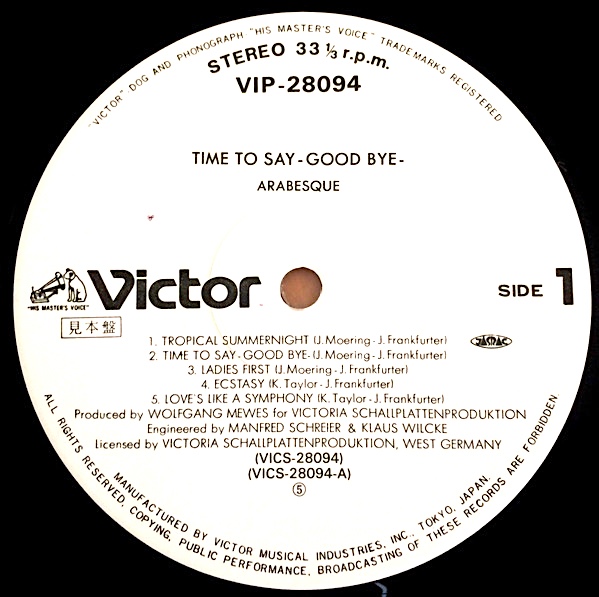 "VICTOR" DOG AND PHONOGRAPH "HIS MASTER'S VOICE" TRADEMARKS REGISTERED
STEREO 33 ⅓ r.p.m.
VIP-28094
TIME TO SAY -GOOD BYE-
ARABESQUE
"HIS MASTER'S VOICE"
Victor
SIDE 1
見本盤
JASRAC
1. TROPICAL SUMMERNIGHT (J. Moering - J. Frankfurter)
2. TIME TO SAY -GOOD BYE- (J. Moering - J. Frankfurter)
3. LADIES FIRST (J. Moering - J. Frankfurter)
4. ECSTASY (K. Taylor - J. Frankfurter)
5. LOVE'S LIKE A SYMPHONY (K. Taylor - J. Frankfurter)
Produced by WOLFGANG MEWES for VICTORIA SCHALLPLATTENPRODUKTION
Engineered by MANFRED SCHREIER & KLAUS WILCKE
Licensed by VICTORIA SCHALLPLATTENPRODUKTION, WEST GERMANY
(VICS-28094)
(VICS-28094-A)
⑤
MANUFACTURED BY VICTOR MUSICAL INDUSTRIES, INC., TOKYO, JAPAN.
ALL RIGHTS RESERVED. COPYING, PUBLIC PERFORMANCE, BROADCASTING OF THESE RECORDS ARE FORBIDDEN